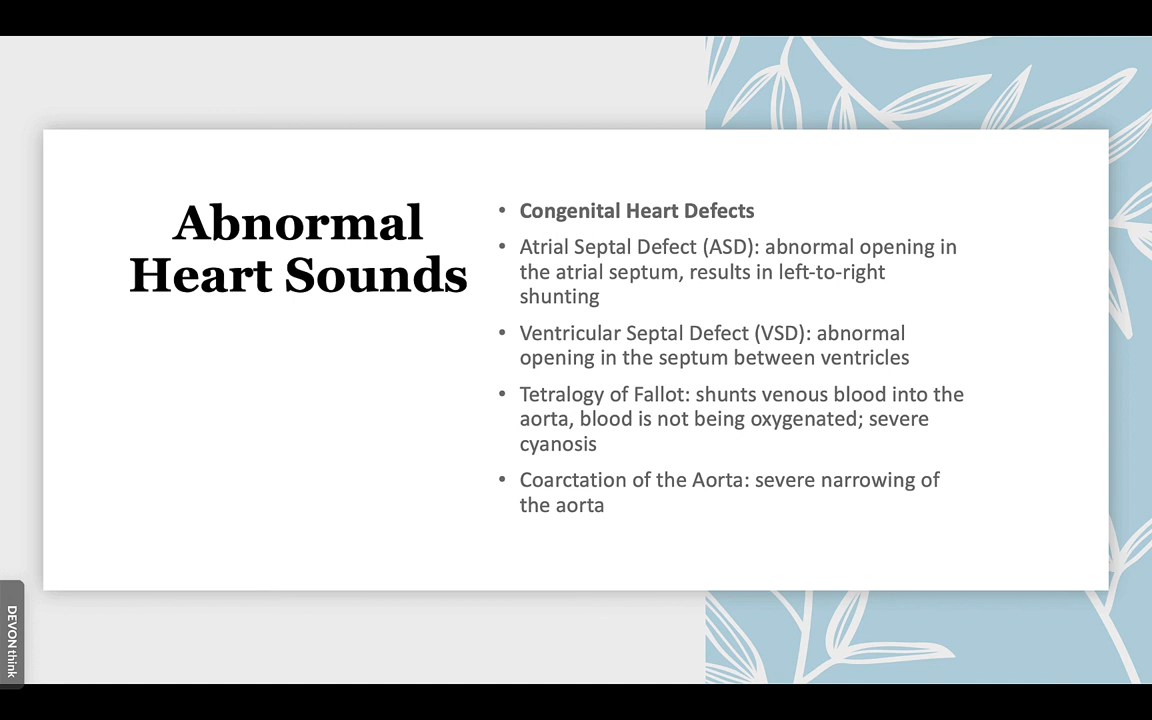 Abnormal
Heart Sounds
• Congenital Heart Defects
• Atrial Septal Defect (ASD): abnormal opening in
the atrial septum, results in left-to-right
shunting
• Ventricular Septal Defect (VSD): abnormal
opening in the septum between ventricles
• Tetralogy of Fallot: shunts venous blood into the
aorta, blood is not being oxygenated; severe
cyanosis
• Coarctation of the Aorta: severe narrowing of
the aorta
DEVONthink